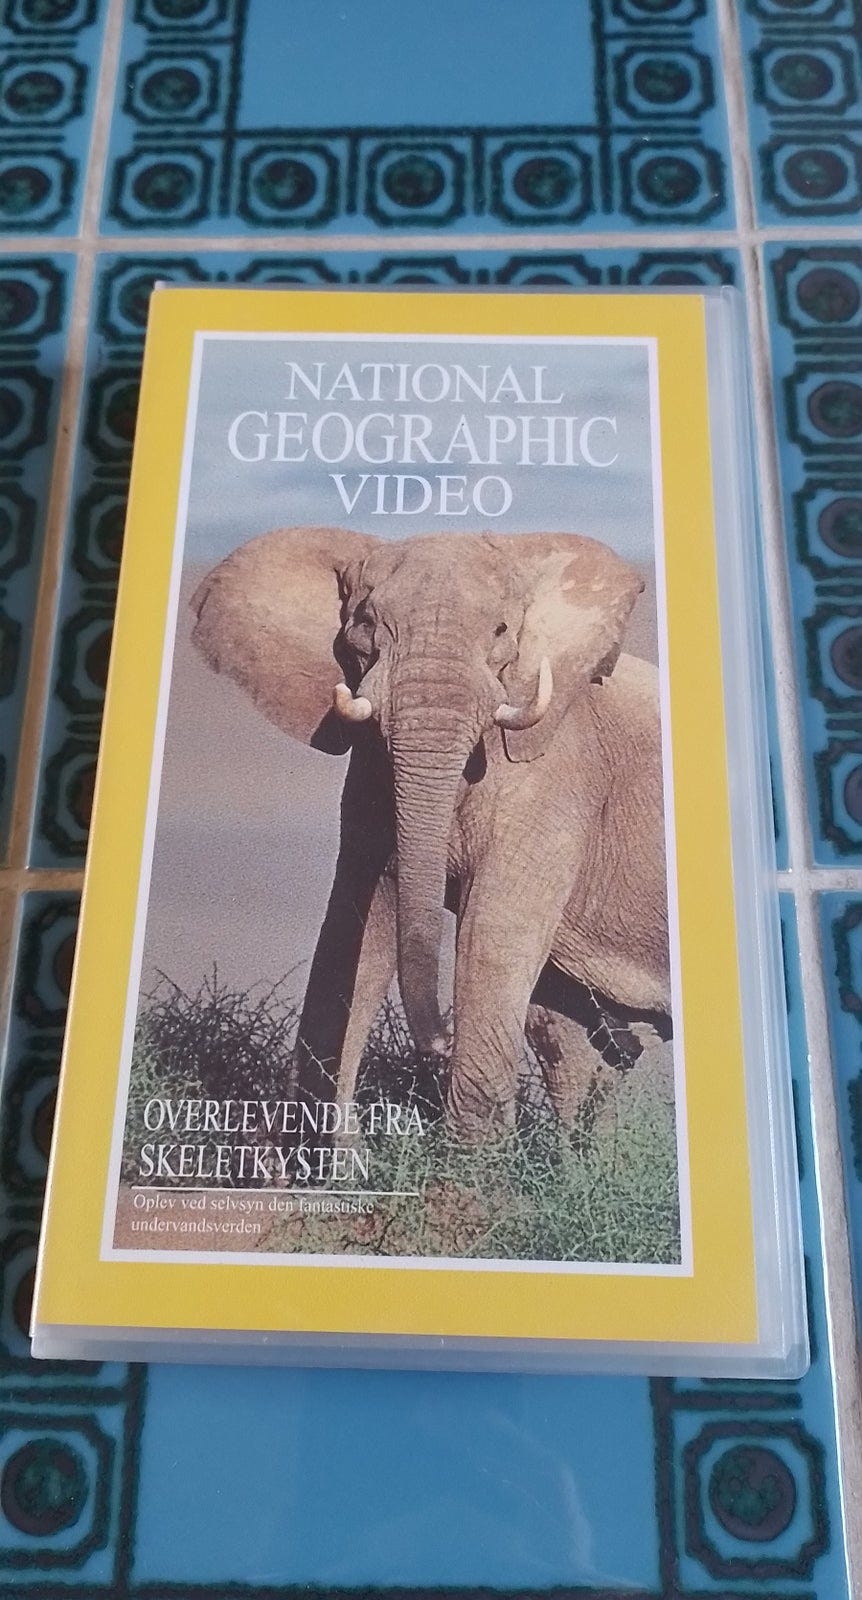 NATIONAL
GEOGRAPHIC
VIDEO
OVERLEVENDE FRA
SKELETKYSTEN
Oplev ved selvsyn den fantastiske
undervandsverden